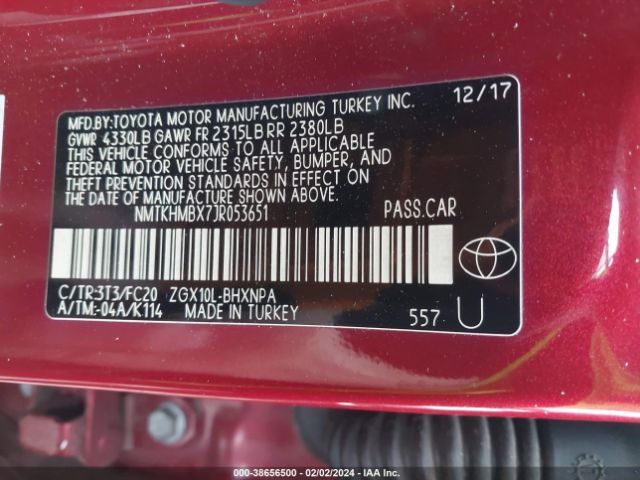 MFD.BY:TOYOTA MOTOR MANUFACTURING TURKEY INC. 12/17
GVWR 4330LB GAWR FR 2315LB RR 2380LB
THIS VEHICLE CONFORMS TO ALL APPLICABLE
FEDERAL MOTOR VEHICLE SAFETY, BUMPER, AND
THEFT PREVENTION STANDARDS IN EFFECT ON
THE DATE OF MANUFACTURE SHOWN ABOVE.
NMTKHMBX7JR053651 PASS.CAR
C/TR:3T3/FC20 ZGX10L-BHXNPA
A/TM:-04A/K114 MADE IN TURKEY 557 U
000-38656500 - 02/02/2024 - IAA Inc.